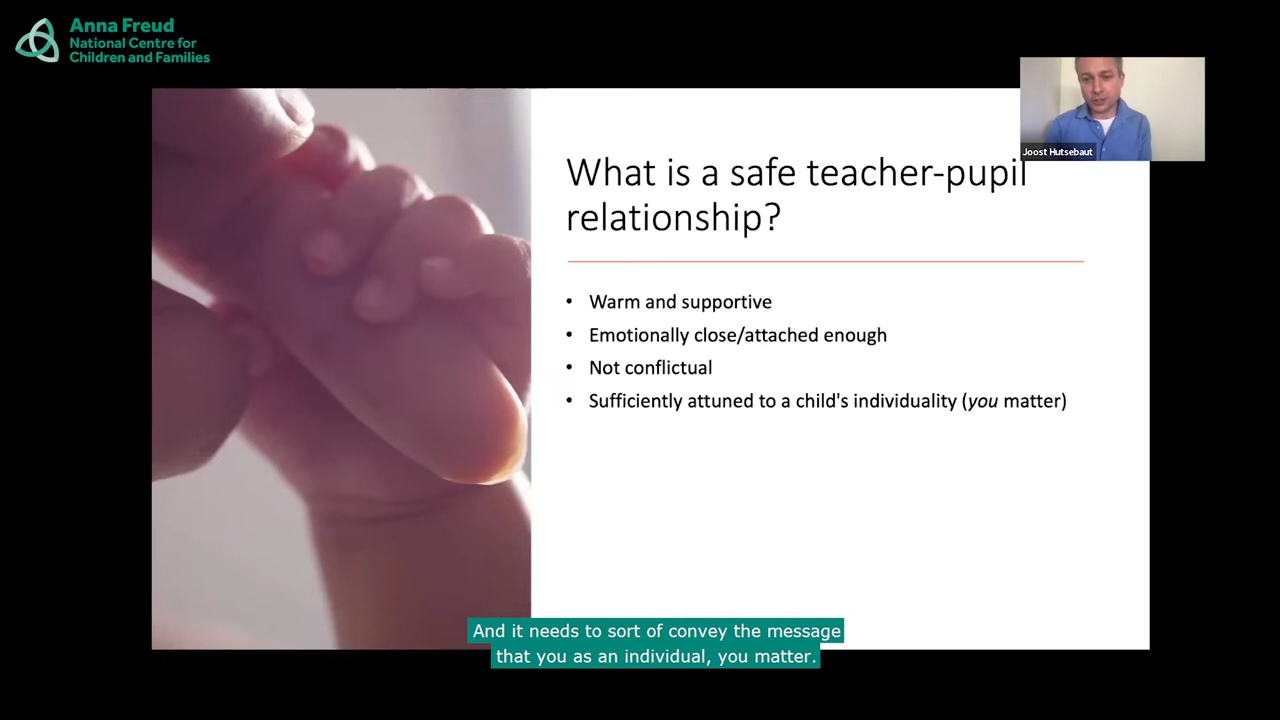 Anna Freud
National Centre for
Children and Families
Joost Hutsebaut
What is a safe teacher-pupil
relationship?
• Warm and supportive
• Emotionally close/attached enough
• Not conflictual
• Sufficiently attuned to a child's individuality (you matter)
And it needs to sort of convey the message
that you as an individual, you matter.